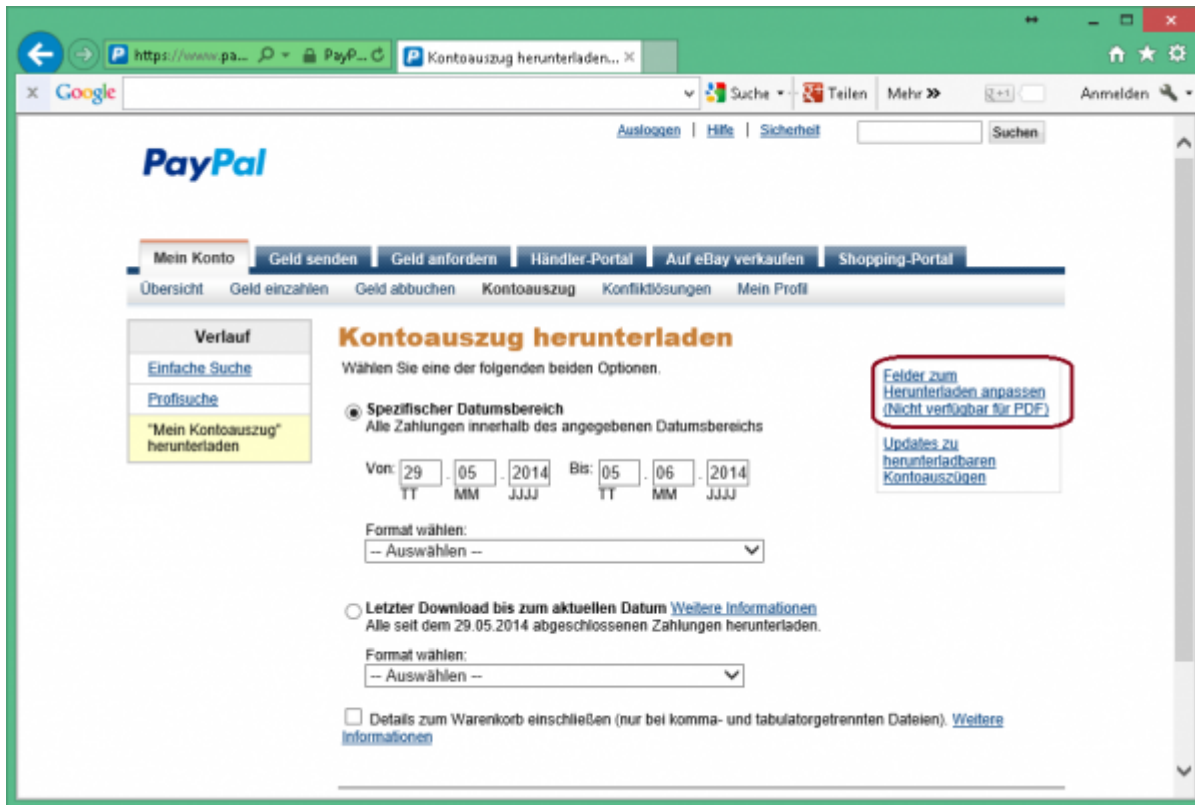 https://www.pa... PayP... Kontoauszug herunterladen...
Google Suche Teilen Mehr » +1 Anmelden
Ausloggen | Hilfe | Sicherheit Suchen
PayPal
Mein Konto Geld senden Geld anfordern Händler-Portal Auf eBay verkaufen Shopping-Portal
Übersicht Geld einzahlen Geld abbuchen Kontoauszug Konfliktlösungen Mein Profil
Verlauf
Einfache Suche
Profisuche
"Mein Kontoauszug"
herunterladen
Kontoauszug herunterladen
Wählen Sie eine der folgenden beiden Optionen.
Spezifischer Datumsbereich
Alle Zahlungen innerhalb des angegebenen Datumsbereichs
Von: 29 . 05 . 2014 Bis: 05 . 06 . 2014
TT MM JJJJ TT MM JJJJ
Format wählen:
-- Auswählen --
Letzter Download bis zum aktuellen Datum Weitere Informationen
Alle seit dem 29.05.2014 abgeschlossenen Zahlungen herunterladen.
Format wählen:
-- Auswählen --
Details zum Warenkorb einschließen (nur bei komma- und tabulatorgetrennten Dateien). Weitere
Informationen
Felder zum
Herunterladen anpassen
(Nicht verfügbar für PDF)
Updates zu
herunterladbaren
Kontoauszügen